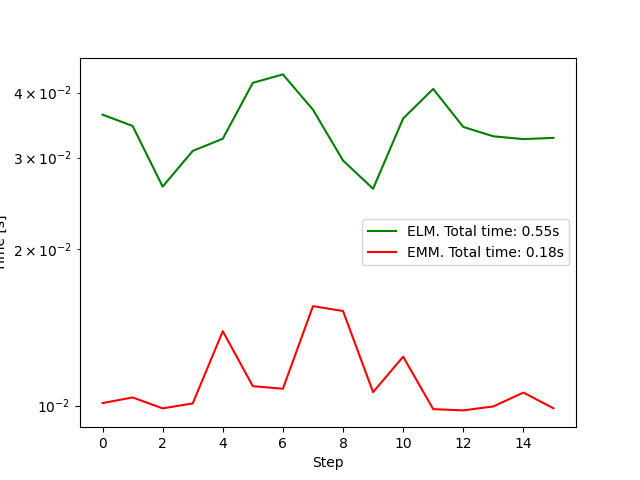 4 × 10⁻²
3 × 10⁻²
2 × 10⁻²
10⁻²
ELM. Total time: 0.55s
EMM. Total time: 0.18s
0 2 4 6 8 10 12 14
Step